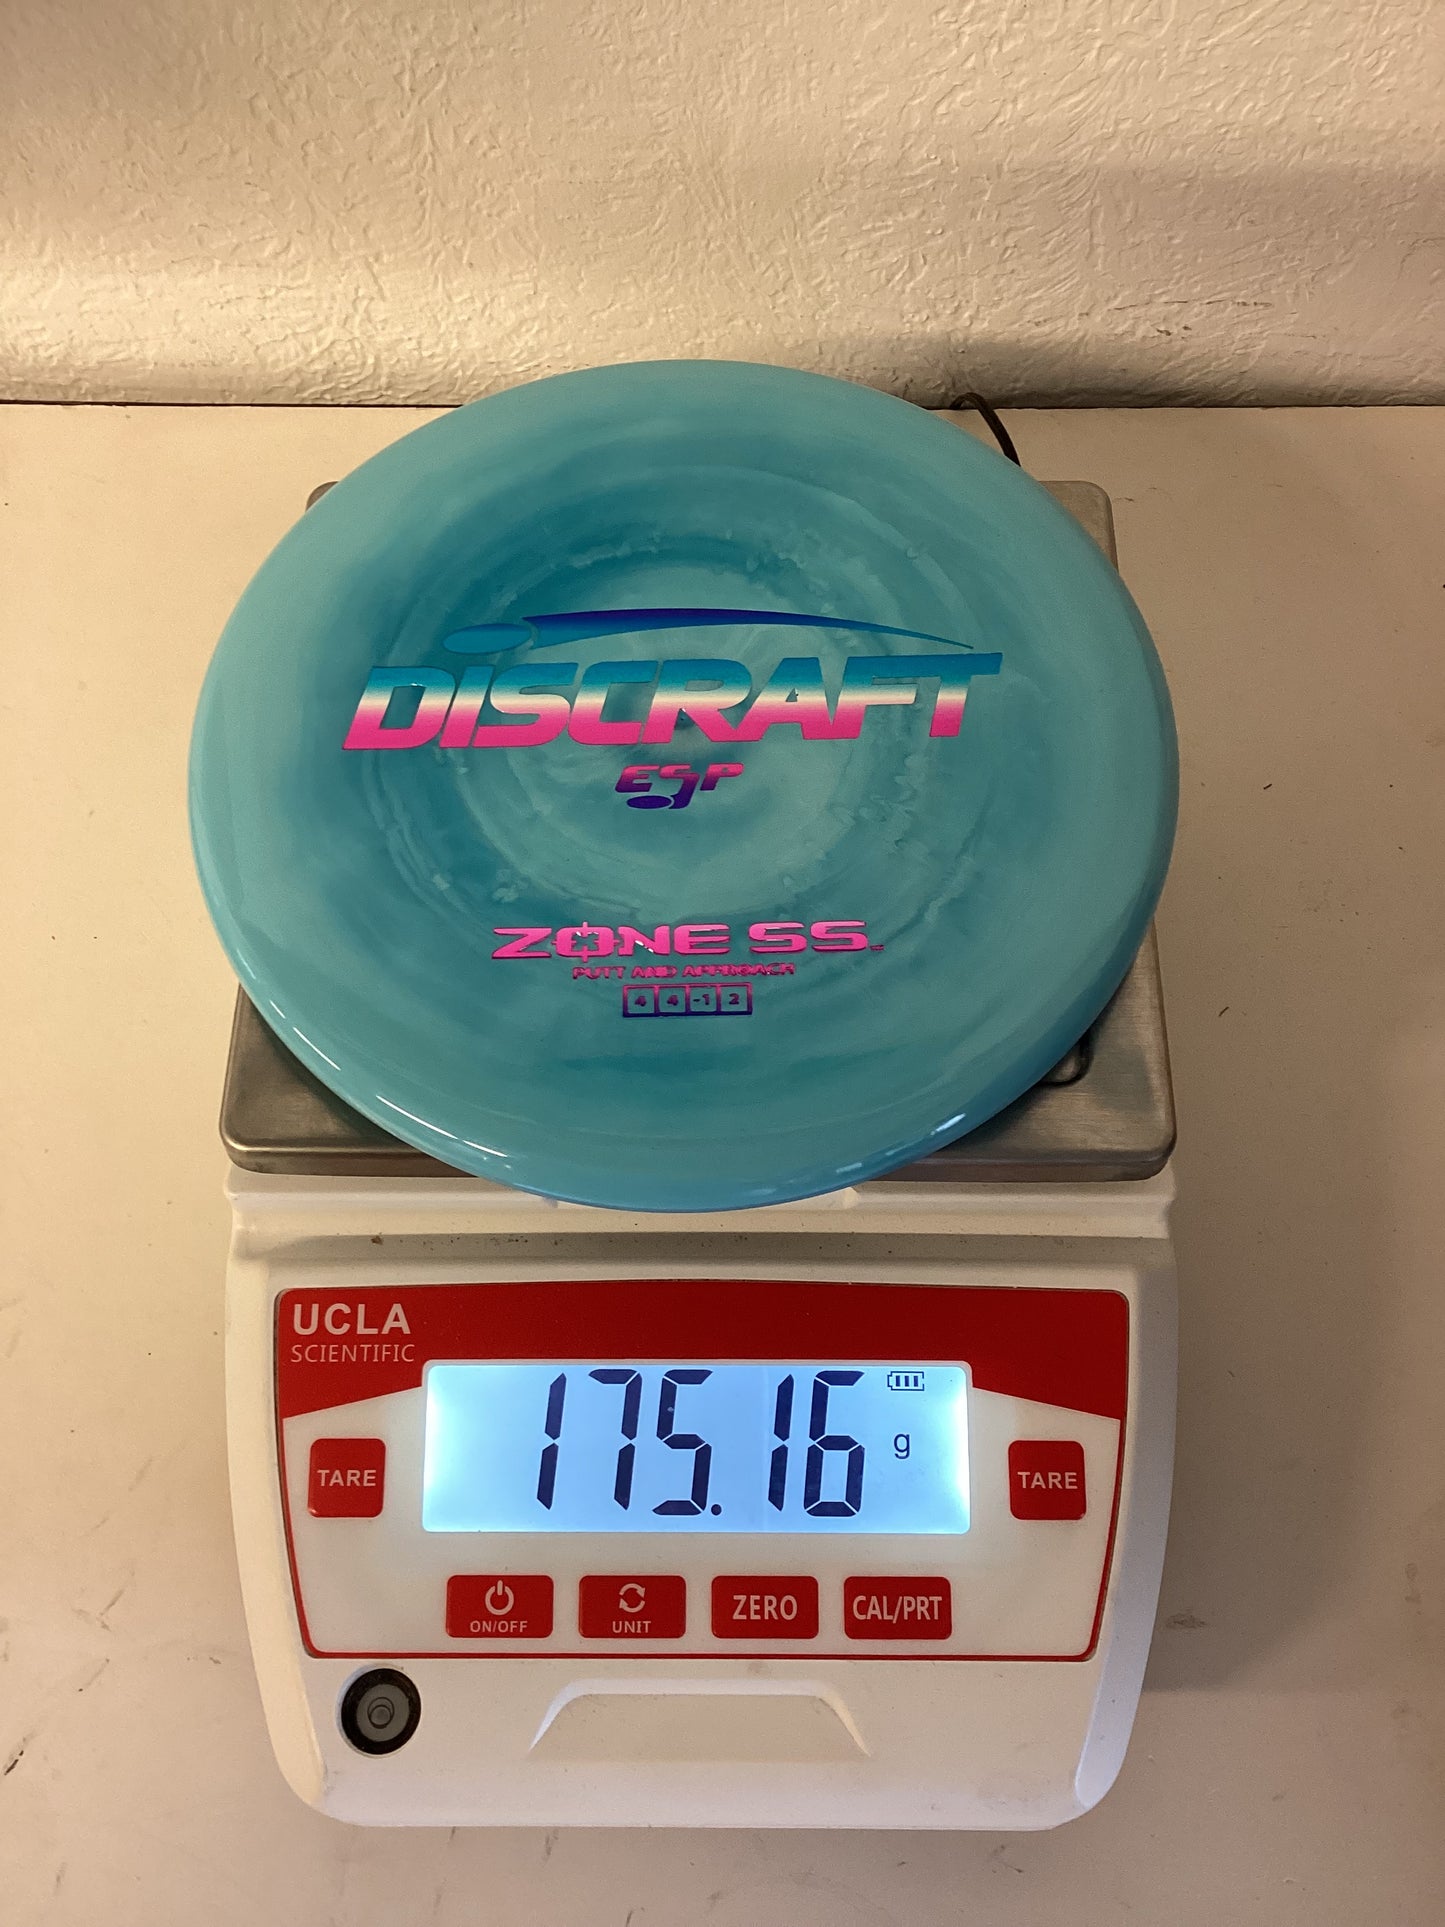 DISCRAFT
ESP
ZONE SS™
PUTT AND APPROACH
4 4 -1 2
UCLA
SCIENTIFIC
175.16 g
TARE TARE
ON/OFF UNIT ZERO CAL/PRT